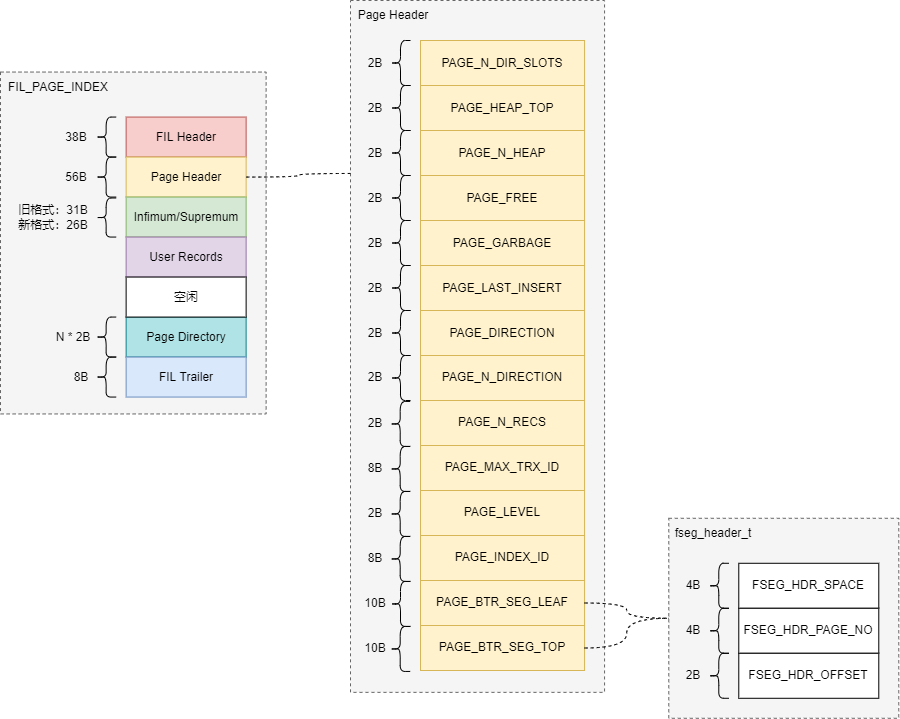 FIL_PAGE_INDEX
38B FIL Header
56B Page Header
旧格式：31B
新格式：26B
Infimum/Supremum
User Records
空闲
N * 2B Page Directory
8B FIL Trailer
Page Header
2B PAGE_N_DIR_SLOTS
2B PAGE_HEAP_TOP
2B PAGE_N_HEAP
2B PAGE_FREE
2B PAGE_GARBAGE
2B PAGE_LAST_INSERT
2B PAGE_DIRECTION
2B PAGE_N_DIRECTION
2B PAGE_N_RECS
8B PAGE_MAX_TRX_ID
2B PAGE_LEVEL
8B PAGE_INDEX_ID
10B PAGE_BTR_SEG_LEAF
10B PAGE_BTR_SEG_TOP
fseg_header_t
4B FSEG_HDR_SPACE
4B FSEG_HDR_PAGE_NO
2B FSEG_HDR_OFFSET